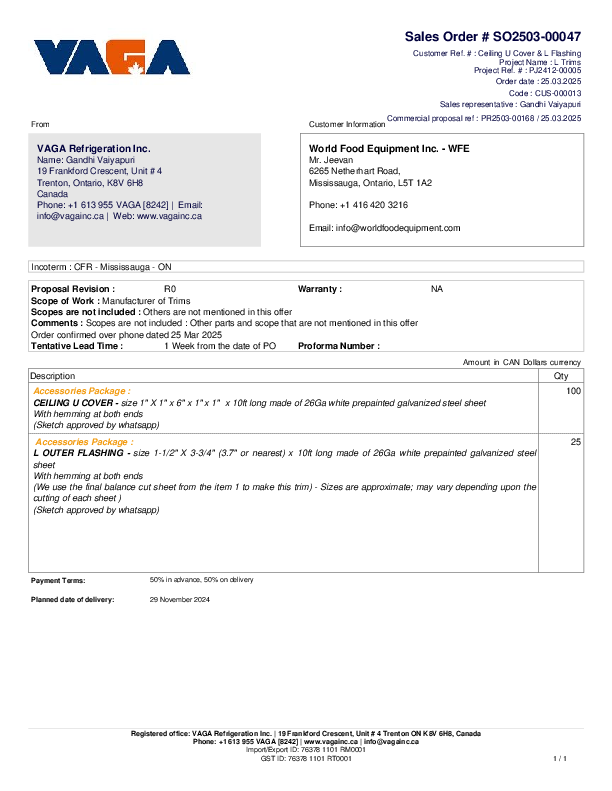 VAGA
Sales Order # SO2503-00047
Customer Ref. # : Ceiling U Cover & L Flashing
Project Name : L Trims
Project Ref. # : PJ2412-00005
Order date : 25.03.2025
Code : CUS-000013
Sales representative : Gandhi Vaiyapuri
Commercial proposal ref : PR2503-00168 / 25.03.2025
From
Customer Information
VAGA Refrigeration Inc.
Name: Gandhi Vaiyapuri
19 Frankford Crescent, Unit # 4
Trenton, Ontario, K8V 6H8
Canada
Phone: +1 613 955 VAGA [8242] | Email:
info@vagainc.ca | Web: www.vagainc.ca
World Food Equipment Inc. - WFE
Mr. Jeevan
6265 Netherhart Road,
Mississauga, Ontario, L5T 1A2
Phone: +1 416 420 3216
Email: info@worldfoodequipment.com
Incoterm : CFR - Mississauga - ON
Proposal Revision : R0 Warranty : NA
Scope of Work : Manufacturer of Trims
Scopes are not included : Others are not mentioned in this offer
Comments : Scopes are not included : Other parts and scope that are not mentioned in this offer
Order confirmed over phone dated 25 Mar 2025
Tentative Lead Time : 1 Week from the date of PO Proforma Number :
Amount in CAN Dollars currency
Description Qty
Accessories Package : 100
CEILING U COVER - size 1" X 1" x 6" x 1"x 1" x 10ft long made of 26Ga white prepainted galvanized steel sheet
With hemming at both ends
(Sketch approved by whatsapp)
Accessories Package : 25
L OUTER FLASHING - size 1-1/2" X 3-3/4" (3.7" or nearest) x 10ft long made of 26Ga white prepainted galvanized steel
sheet
With hemming at both ends
(We use the final balance cut sheet from the item 1 to make this trim) - Sizes are approximate; may vary depending upon the
cutting of each sheet )
(Sketch approved by whatsapp)
Payment Terms: 50% in advance, 50% on delivery
Planned date of delivery: 29 November 2024
Registered office: VAGA Refrigeration Inc. | 19 Frankford Crescent, Unit # 4 Trenton ON K8V 6H8, Canada
Phone: +1 613 955 VAGA [8242] | www.vagainc.ca | info@vagainc.ca
Import/Export ID: 76378 1101 RM0001
GST ID: 76378 1101 RT0001
1 / 1